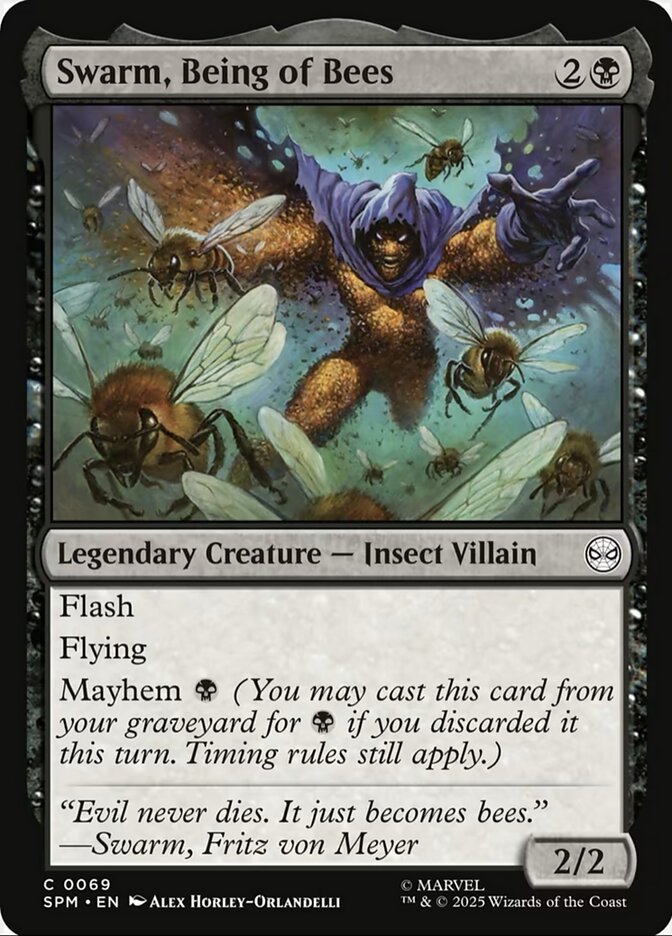 Swarm, Being of Bees 2
Legendary Creature — Insect Villain
Flash
Flying
Mayhem (You may cast this card from
your graveyard for if you discarded it
this turn. Timing rules still apply.)
“Evil never dies. It just becomes bees.”
—Swarm, Fritz von Meyer
2/2
C 0069
SPM • EN Alex Horley-Orlandelli
© MARVEL
™ & © 2025 Wizards of the Coast